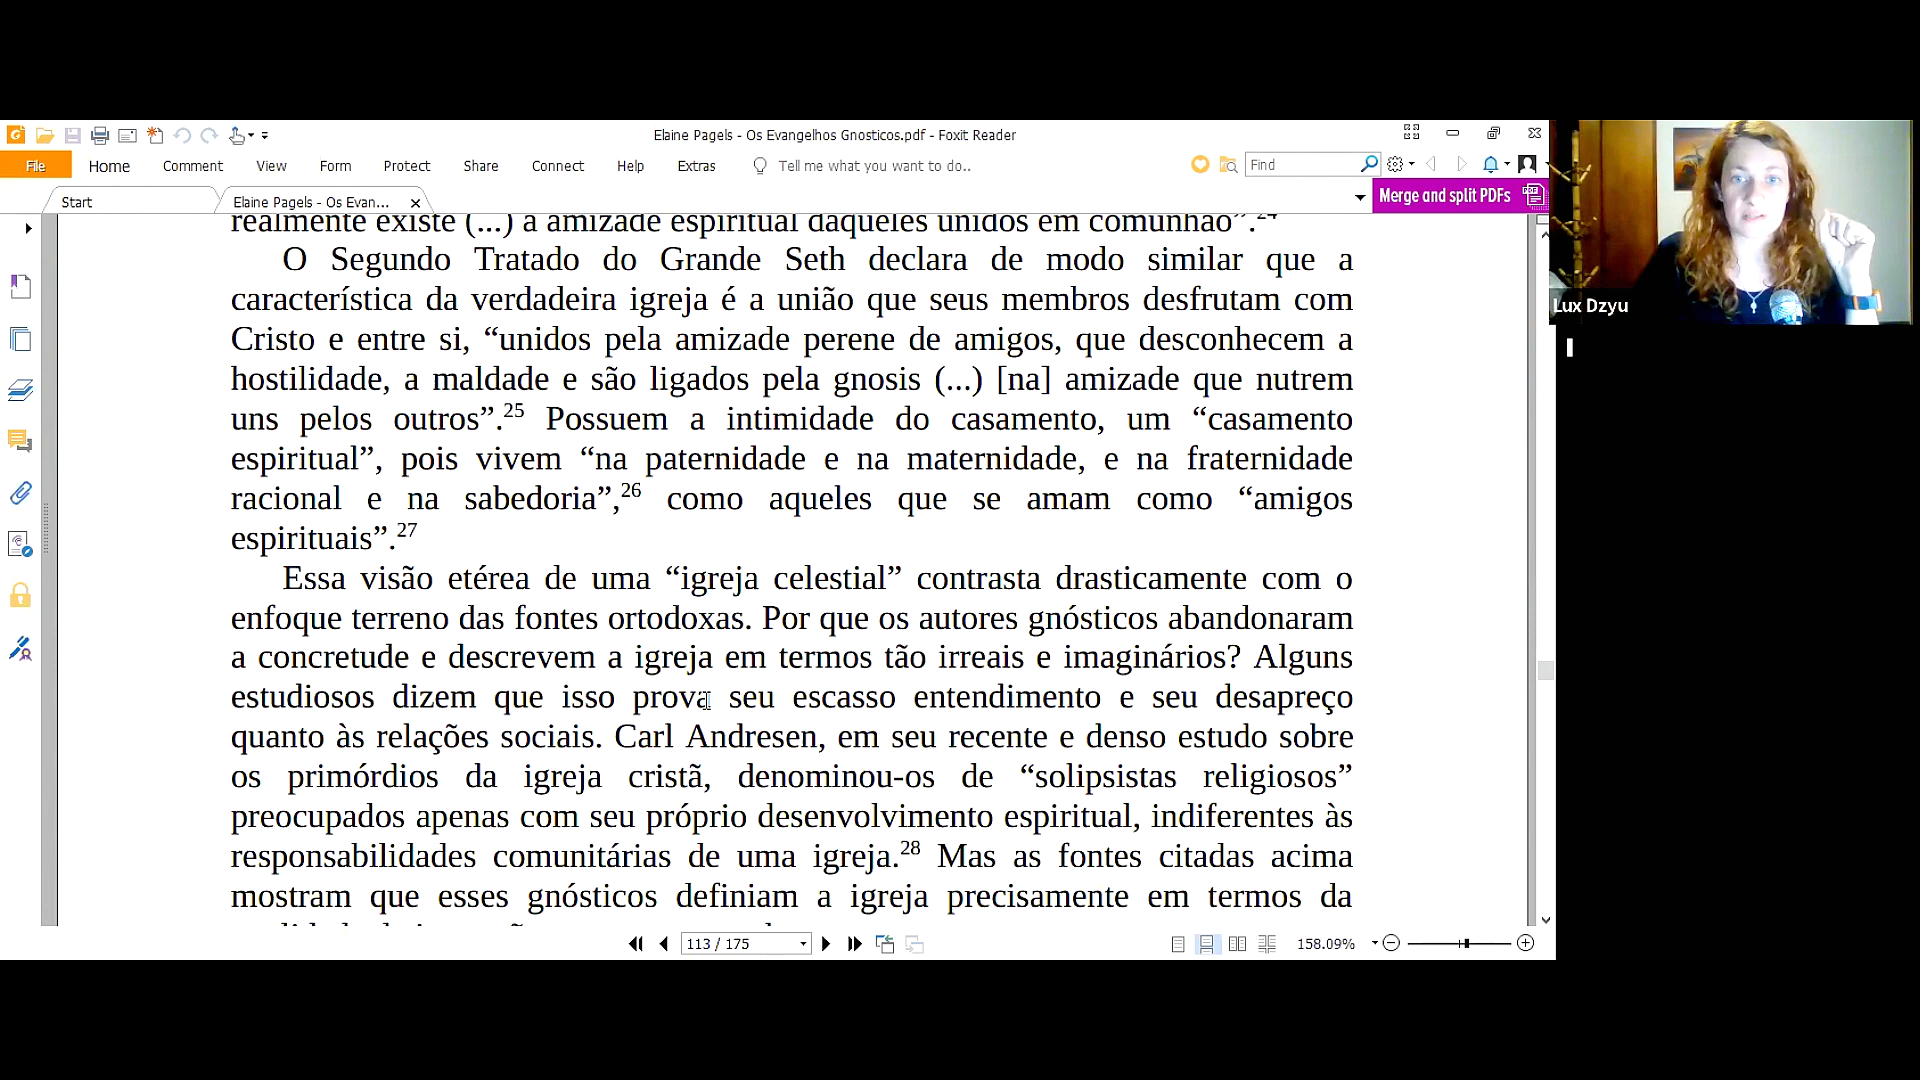 Elaine Pagels - Os Evangelhos Gnosticos.pdf - Foxit Reader
File Home Comment View Form Protect Share Connect Help Extras Tell me what you want to do.. Find
Start Elaine Pagels - Os Evan... Merge and split PDFs
realmente existe (...) a amizade espiritual daqueles unidos em comunhão”.24
O Segundo Tratado do Grande Seth declara de modo similar que a
característica da verdadeira igreja é a união que seus membros desfrutam com
Cristo e entre si, “unidos pela amizade perene de amigos, que desconhecem a
hostilidade, a maldade e são ligados pela gnosis (...) [na] amizade que nutrem
uns pelos outros”.25 Possuem a intimidade do casamento, um “casamento
espiritual”, pois vivem “na paternidade e na maternidade, e na fraternidade
racional e na sabedoria”,26 como aqueles que se amam como “amigos
espirituais”.27
Essa visão etérea de uma “igreja celestial” contrasta drasticamente com o
enfoque terreno das fontes ortodoxas. Por que os autores gnósticos abandonaram
a concretude e descrevem a igreja em termos tão irreais e imaginários? Alguns
estudiosos dizem que isso prova seu escasso entendimento e seu desapreço
quanto às relações sociais. Carl Andresen, em seu recente e denso estudo sobre
os primórdios da igreja cristã, denominou-os de “solipsistas religiosos”
preocupados apenas com seu próprio desenvolvimento espiritual, indiferentes às
responsabilidades comunitárias de uma igreja.28 Mas as fontes citadas acima
mostram que esses gnósticos definiam a igreja precisamente em termos da
113 / 175 158.09%
Lux Dzyu